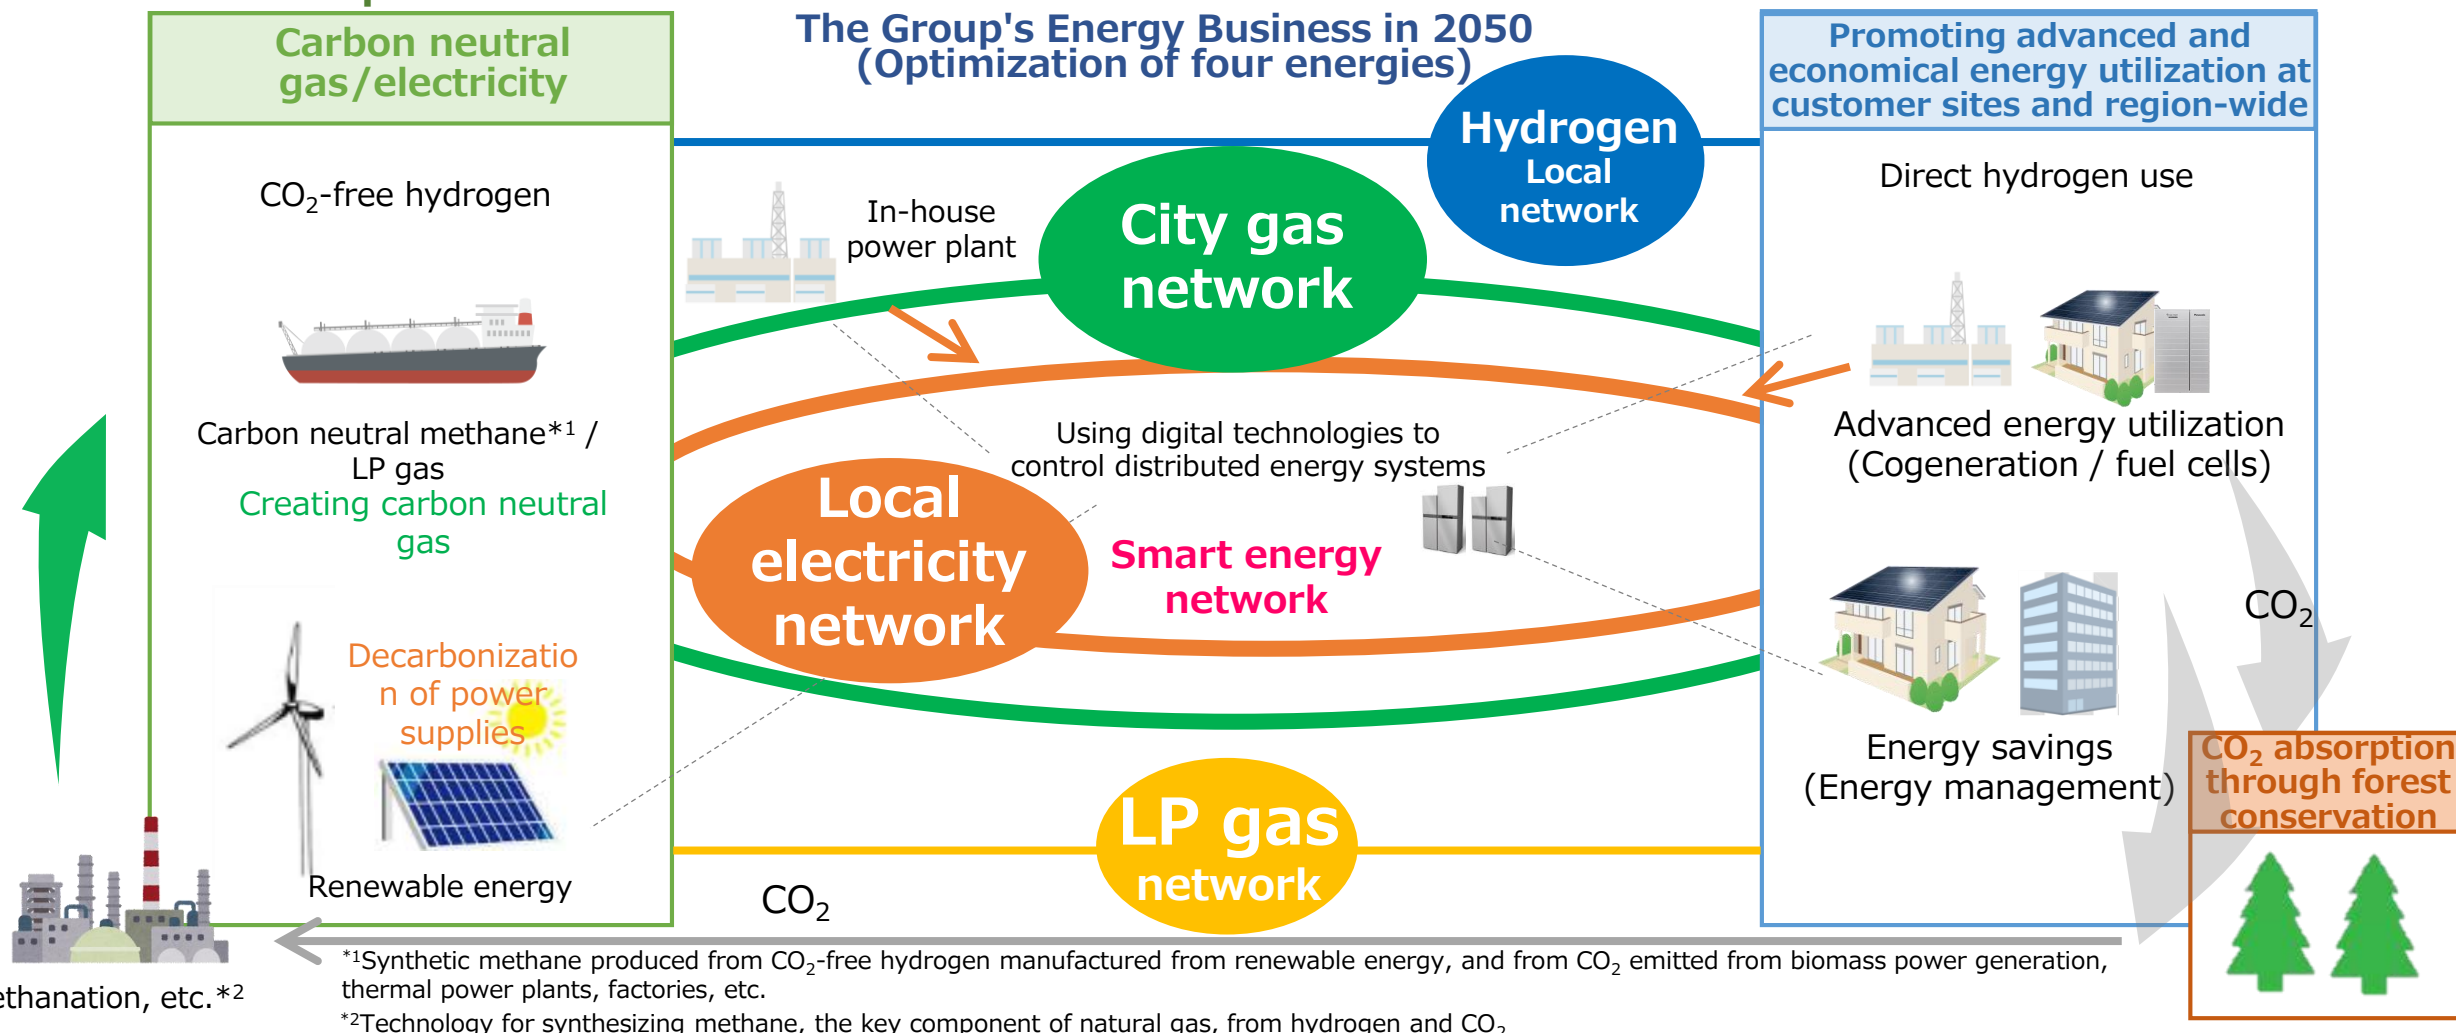 Carbon neutral
gas/electricity
The Group's Energy Business in 2050
(Optimization of four energies)
Promoting advanced and
economical energy utilization at
customer sites and region-wide
CO₂-free hydrogen
In-house
power plant
City gas
network
Hydrogen
Local
network
Direct hydrogen use
Carbon neutral methane*¹ /
LP gas
Creating carbon neutral
gas
Using digital technologies to
control distributed energy systems
Advanced energy utilization
(Cogeneration / fuel cells)
Local
electricity
network
Smart energy
network
CO₂
Decarbonizatio
n of power
supplies
Energy savings
(Energy management)
CO₂ absorption
through forest
conservation
LP gas
network
Renewable energy
CO₂
*¹Synthetic methane produced from CO₂-free hydrogen manufactured from renewable energy, and from CO₂ emitted from biomass power generation,
thermal power plants, factories, etc.
ethanation, etc.*²
*²Technology for synthesizing methane, the key component of natural gas, from hydrogen and CO₂